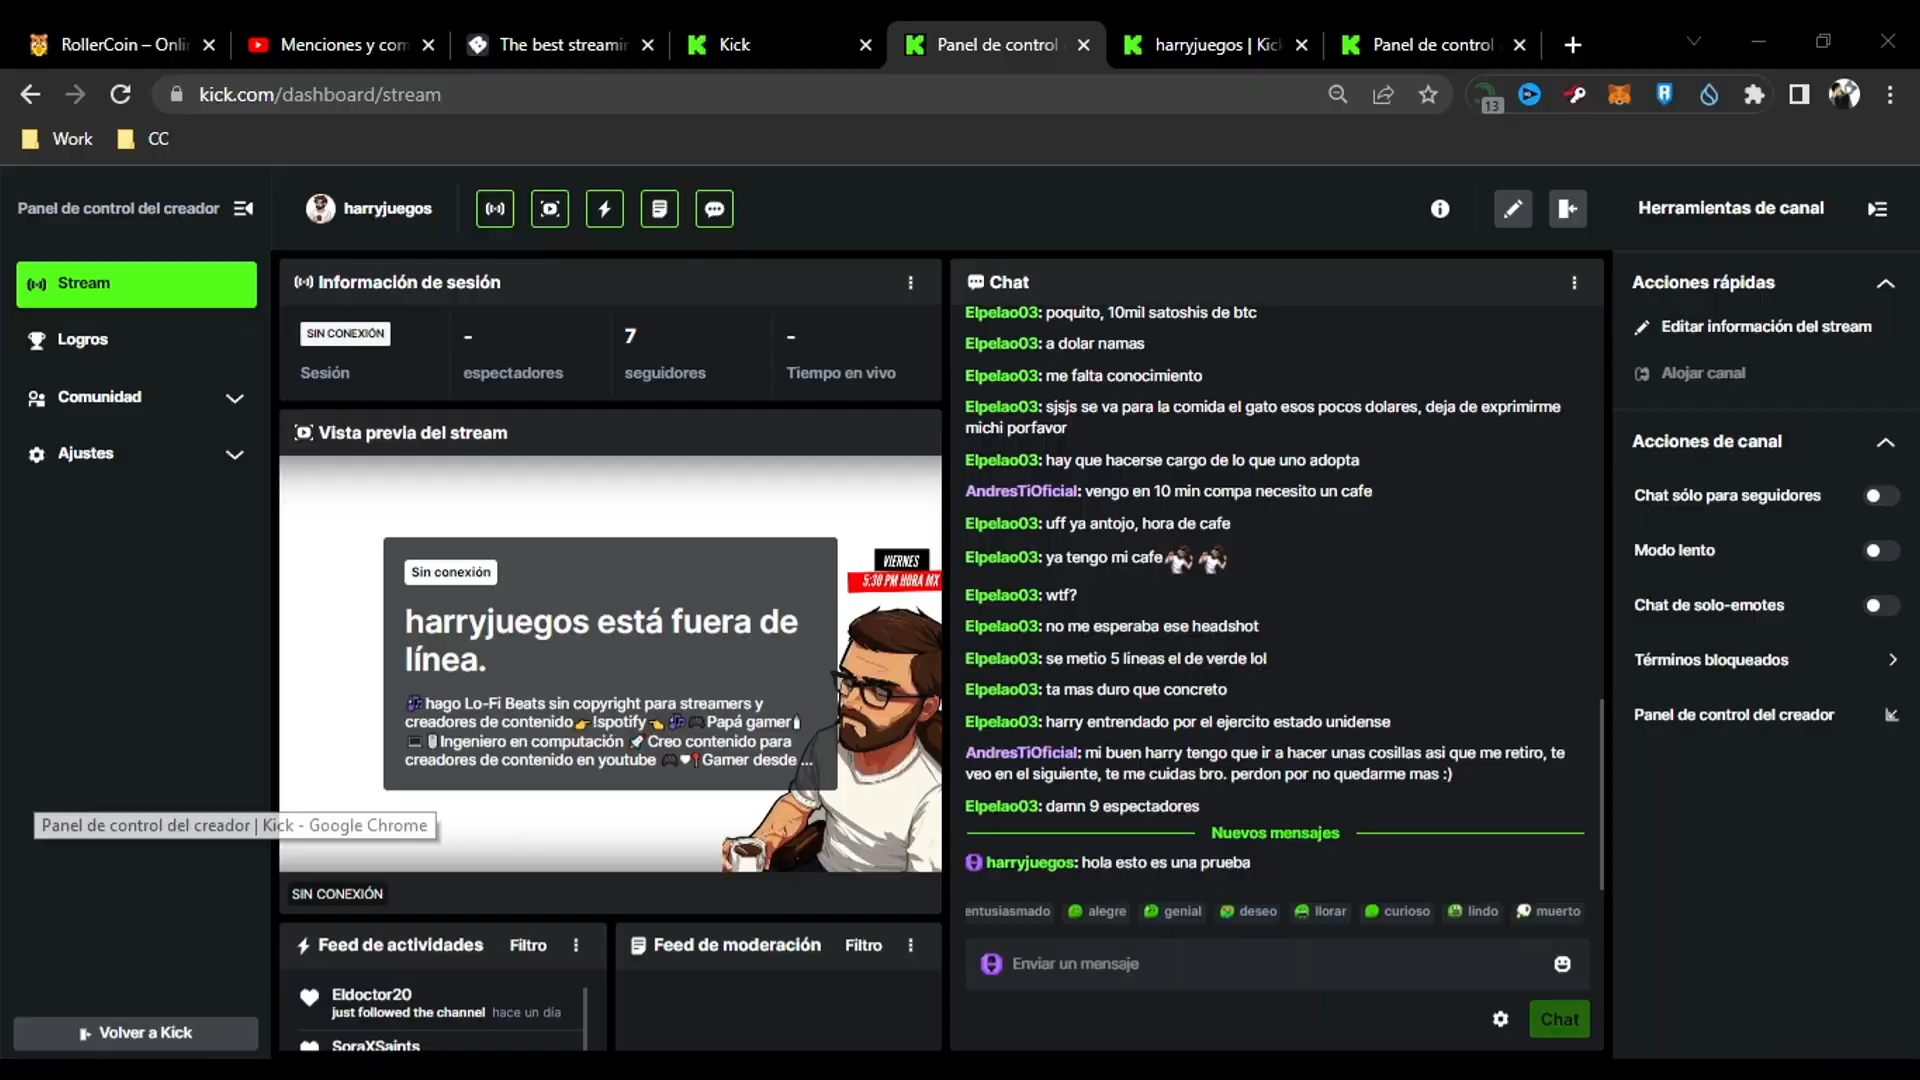 RollerCoin – Onli
Menciones y com
The best streamin
Kick
Panel de control
harryjuegos | Kick
Panel de control
kick.com/dashboard/stream
13
Work
CC
Panel de control del creador
harryjuegos
Herramientas de canal
Stream
Logros
Comunidad
Ajustes
Información de sesión
SIN CONEXIÓN
-
7
-
Sesión
espectadores
seguidores
Tiempo en vivo
Vista previa del stream
Sin conexión
harryjuegos está fuera de
línea.
hago Lo-Fi Beats sin copyright para streamers y
creadores de contenido👉!spotify👈 🎶🎮Papá gamer🍼
💻🖱Ingeniero en computación 🚀Creo contenido para
creadores de contenido en youtube 🎮❤📍Gamer desde ...
VIERNES
5:30 PM HORA MX
Panel de control del creador | Kick - Google Chrome
SIN CONEXIÓN
Feed de actividades
Filtro
Eldoctor20
just followed the channel hace un día
SoraXSaints
Feed de moderación
Filtro
Volver a Kick
Chat
Elpelao03: poquito, 10mil satoshis de btc
Elpelao03: a dolar namas
Elpelao03: me falta conocimiento
Elpelao03: sjsjs se va para la comida el gato esos pocos dolares, deja de exprimirme
michi porfavor
Elpelao03: hay que hacerse cargo de lo que uno adopta
AndresTiOficial: vengo en 10 min compa necesito un cafe
Elpelao03: uff ya antojo, hora de cafe
Elpelao03: ya tengo mi cafe
Elpelao03: wtf?
Elpelao03: no me esperaba ese headshot
Elpelao03: se metio 5 lineas el de verde lol
Elpelao03: ta mas duro que concreto
Elpelao03: harry entrendado por el ejercito estado unidense
AndresTiOficial: mi buen harry tengo que ir a hacer unas cosillas asi que me retiro, te
veo en el siguiente, te me cuidas bro. perdon por no quedarme mas :)
Elpelao03: damn 9 espectadores
Nuevos mensajes
harryjuegos: hola esto es una prueba
entusiasmado
alegre
genial
deseo
llorar
curioso
lindo
muerto
Enviar un mensaje
Chat
Acciones rápidas
Editar información del stream
Alojar canal
Acciones de canal
Chat sólo para seguidores
Modo lento
Chat de solo-emotes
Términos bloqueados
Panel de control del creador